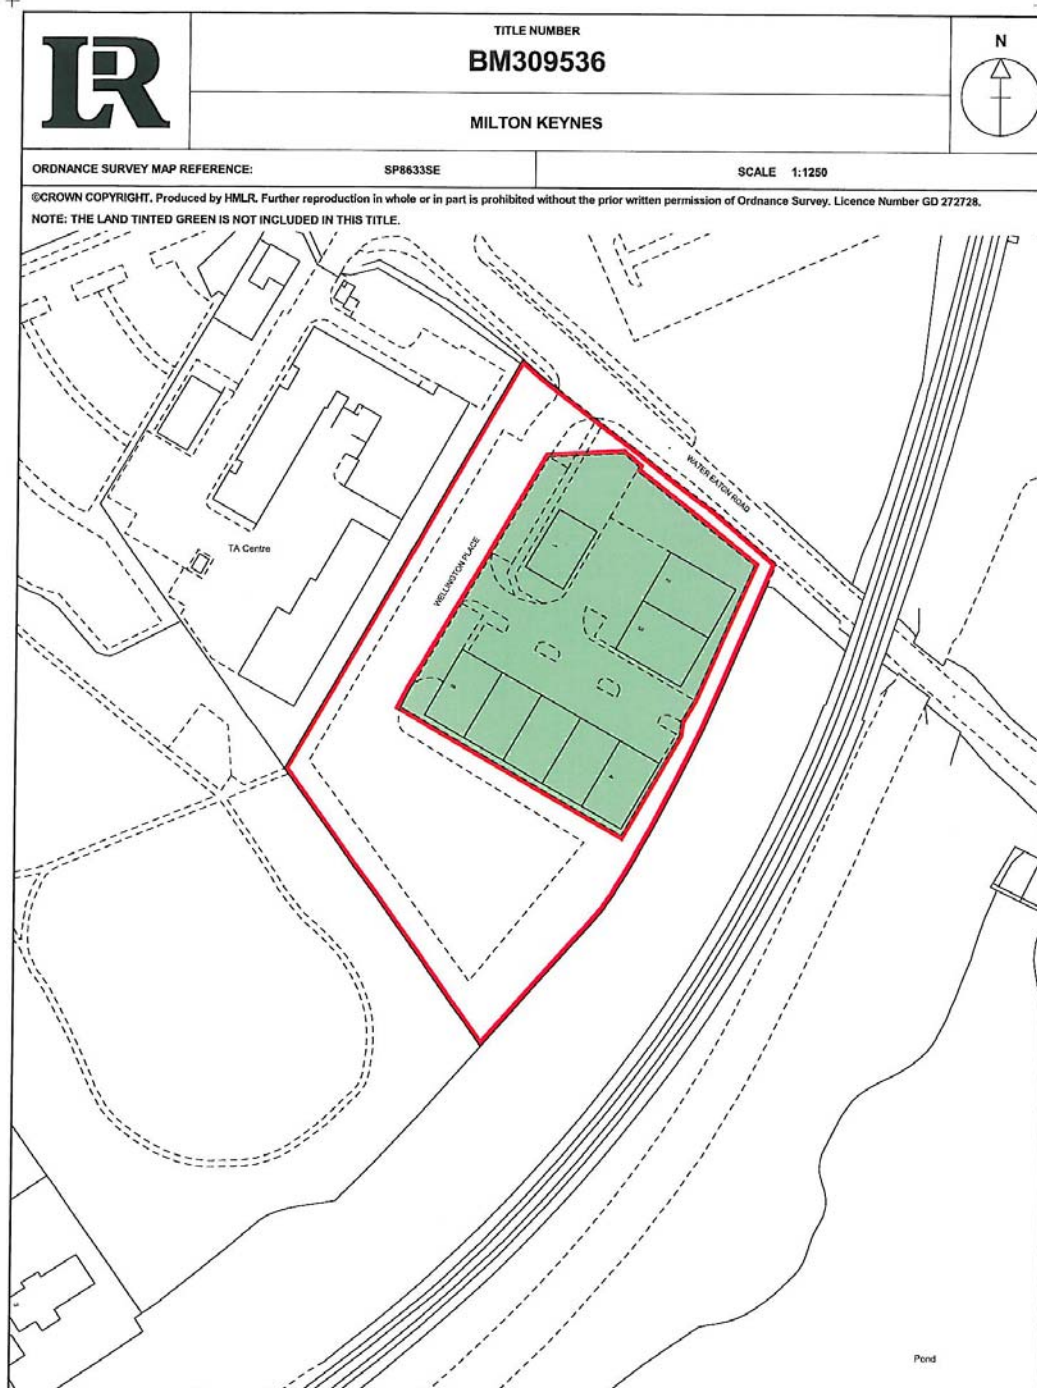 LR
TITLE NUMBER
BM309536
MILTON KEYNES
N
ORDNANCE SURVEY MAP REFERENCE: SP8633SE SCALE 1:1250
©CROWN COPYRIGHT. Produced by HMLR. Further reproduction in whole or in part is prohibited without the prior written permission of Ordnance Survey. Licence Number GD 272728.
NOTE: THE LAND TINTED GREEN IS NOT INCLUDED IN THIS TITLE.
WATER EATON ROAD
TA Centre
WELLINGTON PLACE
Pond